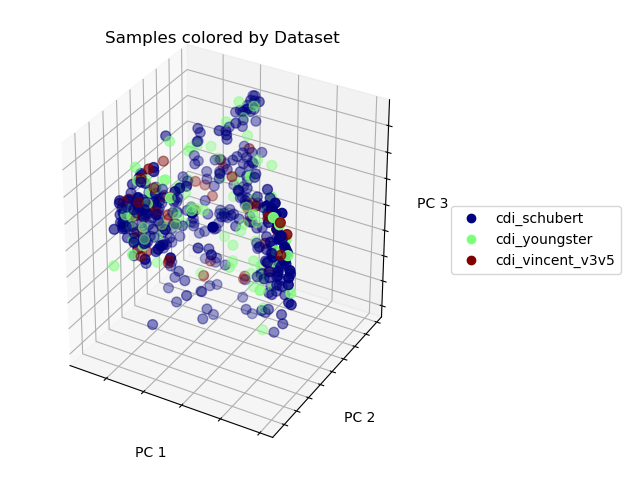 Samples colored by Dataset
PC 3
cdi_schubert
cdi_youngster
cdi_vincent_v3v5
PC 2
PC 1